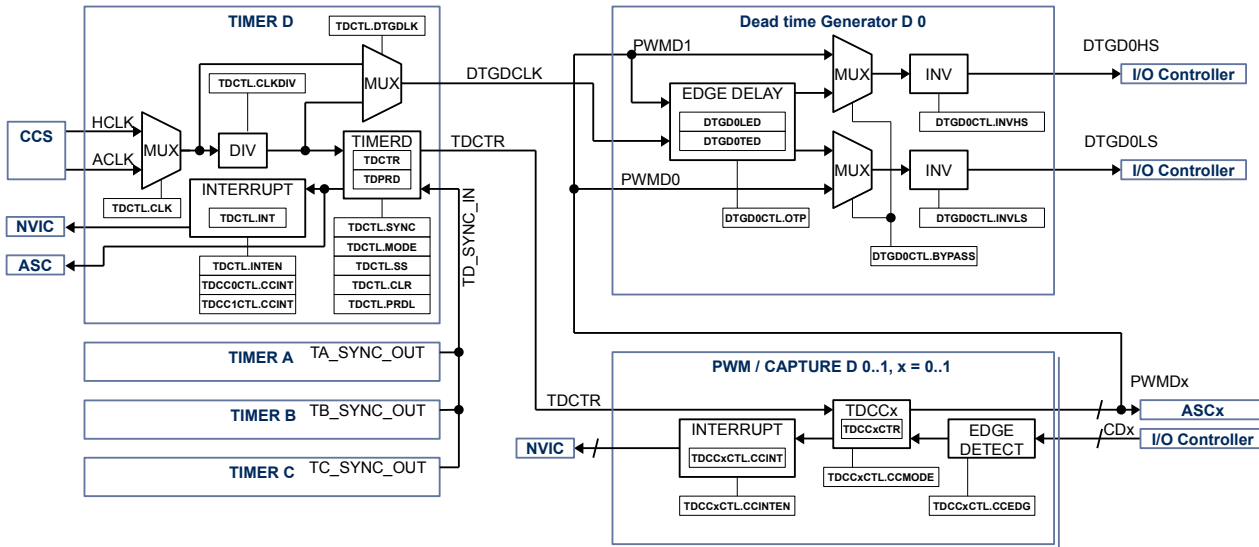 TIMER D
TDCTL.DTGDLK
MUX
TDCTL.CLKDIV
CCS
HCLK
ACLK
MUX
DIV
TIMERD
TDCTR
TDPRD
TDCTL.CLK
INTERRUPT
TDCTL.INT
NVIC
ASC
TDCTL.INTEN
TDCC0CTL.CCINT
TDCC1CTL.CCINT
TDCTL.SYNC
TDCTL.MODE
TDCTL.SS
TDCTL.CLR
TDCTL.PRDL
TDCTR
TD_SYNC_IN
DTGDCLK
TIMER A
TA_SYNC_OUT
TIMER B
TB_SYNC_OUT
TIMER C
TC_SYNC_OUT
Dead time Generator D 0
PWMD1
MUX
INV
DTGD0HS
I/O Controller
EDGE DELAY
DTGD0LED
DTGD0TED
DTGD0CTL.INVHS
DTGD0LS
MUX
INV
I/O Controller
PWMD0
DTGD0CTL.OTP
DTGD0CTL.INVLS
DTGD0CTL.BYPASS
PWM / CAPTURE D 0..1, x = 0..1
TDCTR
TDCCx
TDCCxCTR
PWMDx
ASCx
NVIC
INTERRUPT
TDCCxCTL.CCINT
EDGE
DETECT
CDx
I/O Controller
TDCCxCTL.CCMODE
TDCCxCTL.CCINTEN
TDCCxCTL.CCEDG